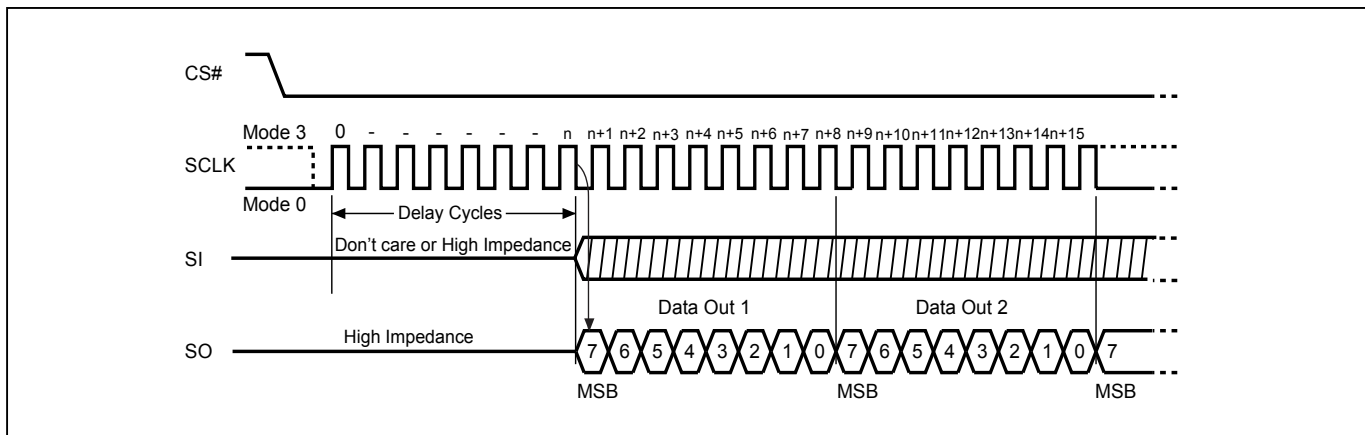 CS#
Mode 3 0 - - - - - - n n+1 n+2 n+3 n+4 n+5 n+6 n+7 n+8 n+9 n+10 n+11 n+12 n+13 n+14 n+15
SCLK
Mode 0
Delay Cycles
Don't care or High Impedance
SI
Data Out 1 Data Out 2
High Impedance
SO 7 6 5 4 3 2 1 0 7 6 5 4 3 2 1 0 7
MSB MSB MSB